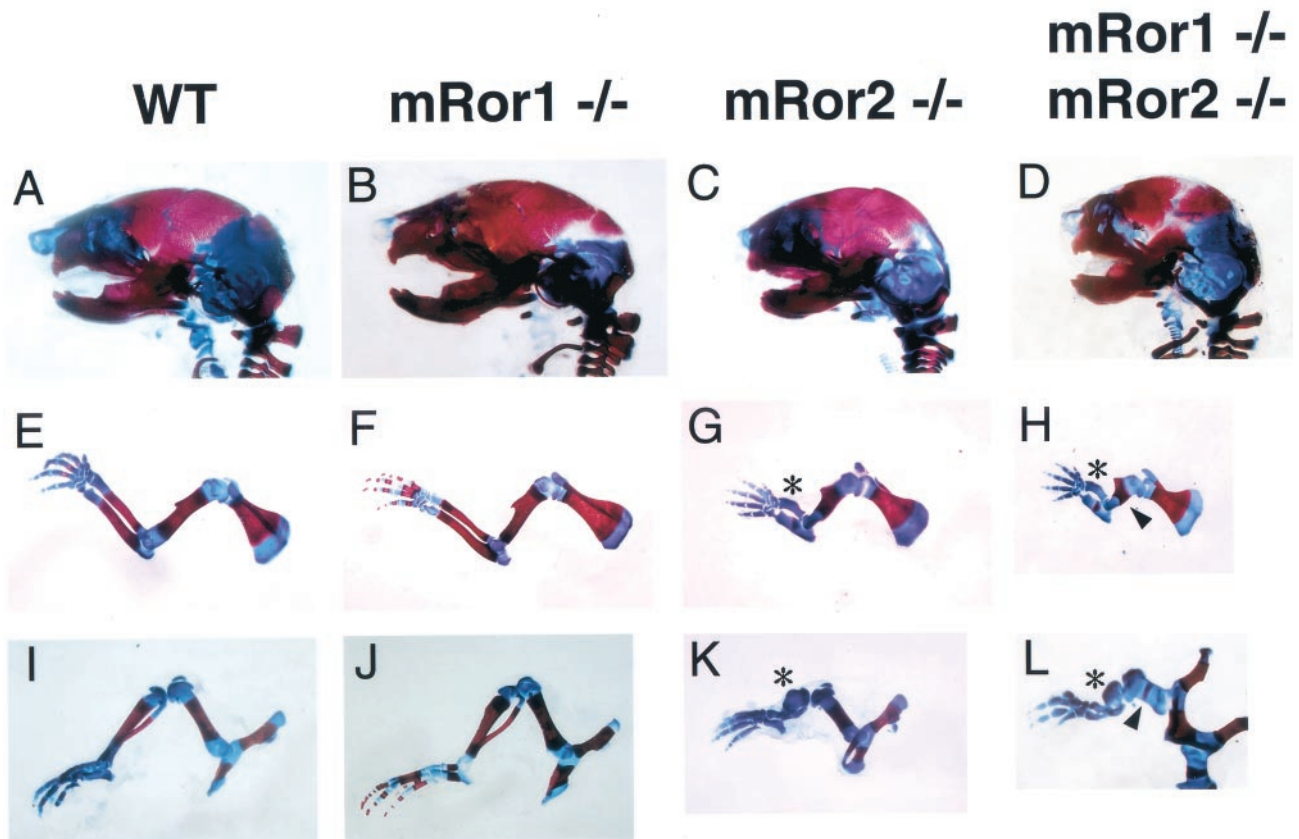 mRor1 -/-
WT mRor1 -/- mRor2 -/- mRor2 -/-
A B C D
E F G * H *
I J K * L *